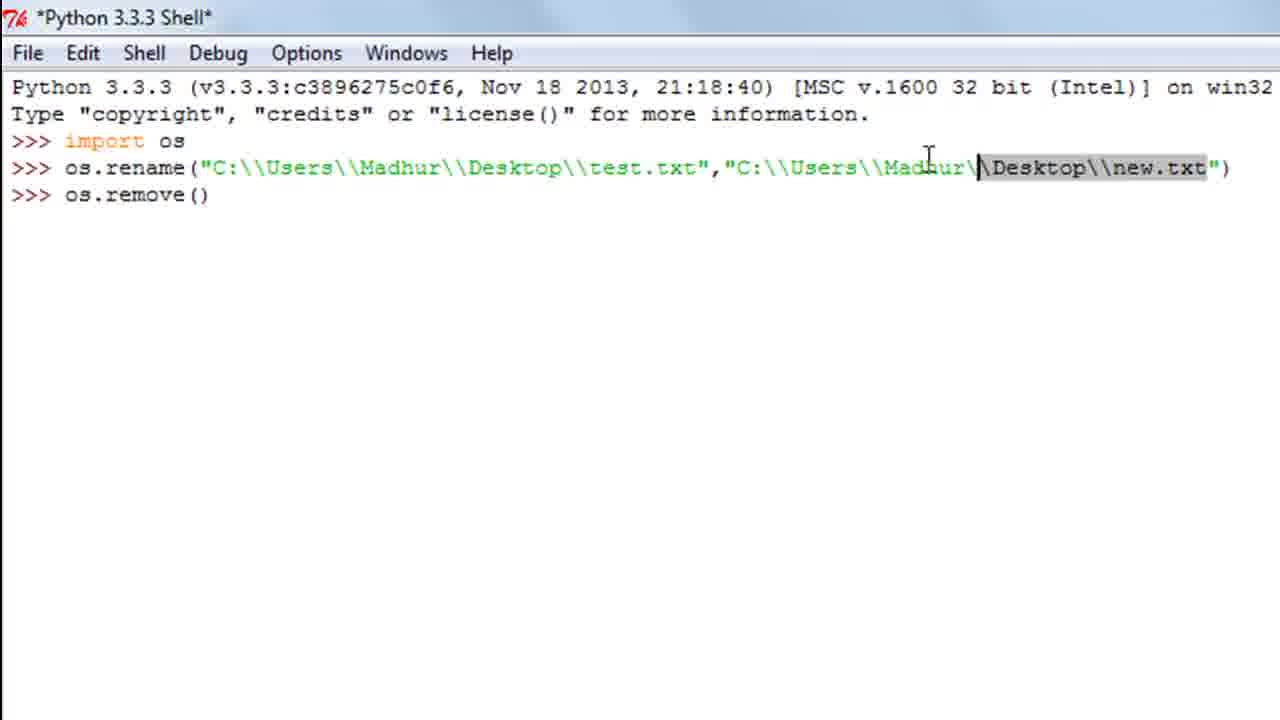 *Python 3.3.3 Shell*
File Edit Shell Debug Options Windows Help
Python 3.3.3 (v3.3.3:c3896275c0f6, Nov 18 2013, 21:18:40) [MSC v.1600 32 bit (Intel)] on win32
Type "copyright", "credits" or "license()" for more information.
>>> import os
>>> os.rename("C:\\Users\\Madhur\\Desktop\\test.txt","C:\\Users\\Madhur\\Desktop\\new.txt")
>>> os.remove()